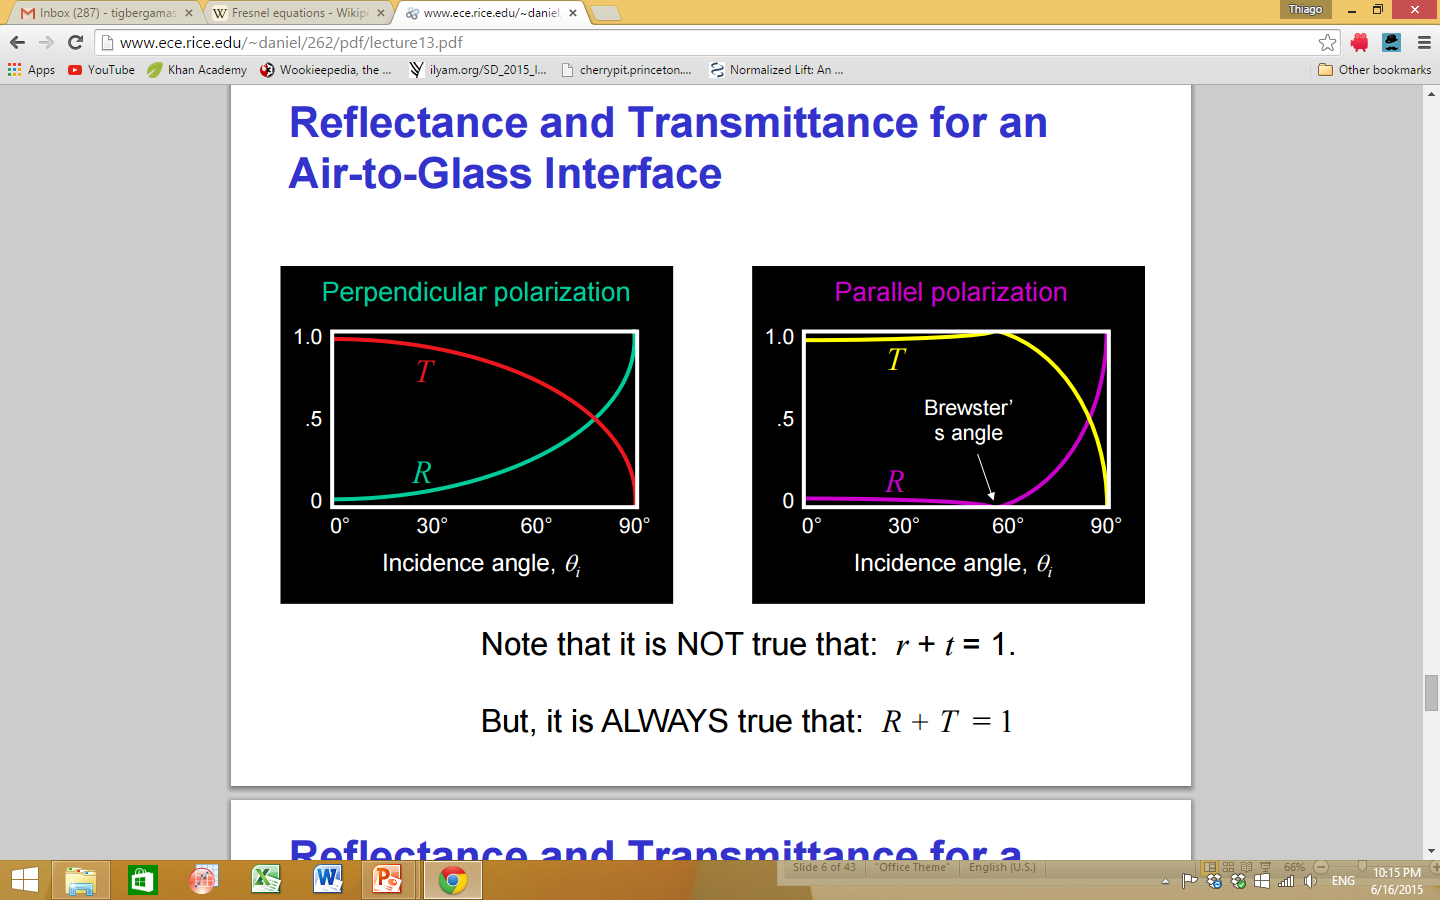 Inbox (287) - tigbergamas
Fresnel equations - Wikipe
www.ece.rice.edu/~daniel
Thiago
www.ece.rice.edu/~daniel/262/pdf/lecture13.pdf
Apps
YouTube
Khan Academy
Wookieepedia, the ...
ilyam.org/SD_2015_I...
cherrypit.princeton....
Normalized Lift: An ...
Other bookmarks
Reflectance and Transmittance for an
Air-to-Glass Interface
Perpendicular polarization
1.0
T
.5
R
0
0° 30° 60° 90°
Incidence angle, θi
Parallel polarization
1.0
T
Brewster'
.5
s angle
R
0
0° 30° 60° 90°
Incidence angle, θi
Note that it is NOT true that: r + t = 1.
But, it is ALWAYS true that: R + T = 1
Reflectance and Transmittance for a
Slide 6 of 43
"Office Theme"
English (U.S.)
66%
ENG
10:15 PM
6/16/2015